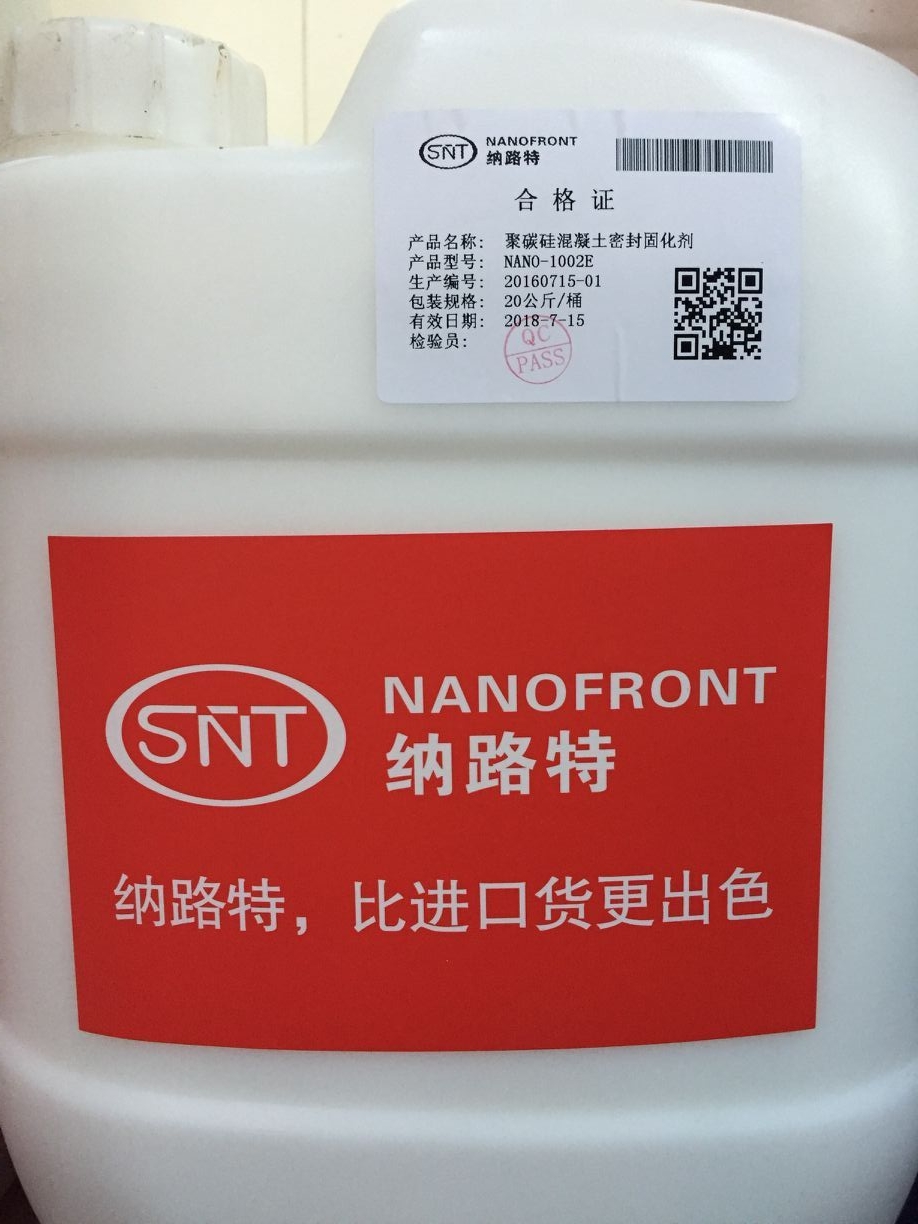 SNT NANOFRONT
纳路特
合格证
产品名称: 聚碳硅混凝土密封固化剂
产品型号: NANO-1002E
生产编号: 20160715-01
包装规格: 20公斤/桶
有效日期: 2018-7-15
检验员:
QC
PASS
SNT NANOFRONT
纳路特
纳路特，比进口货更出色